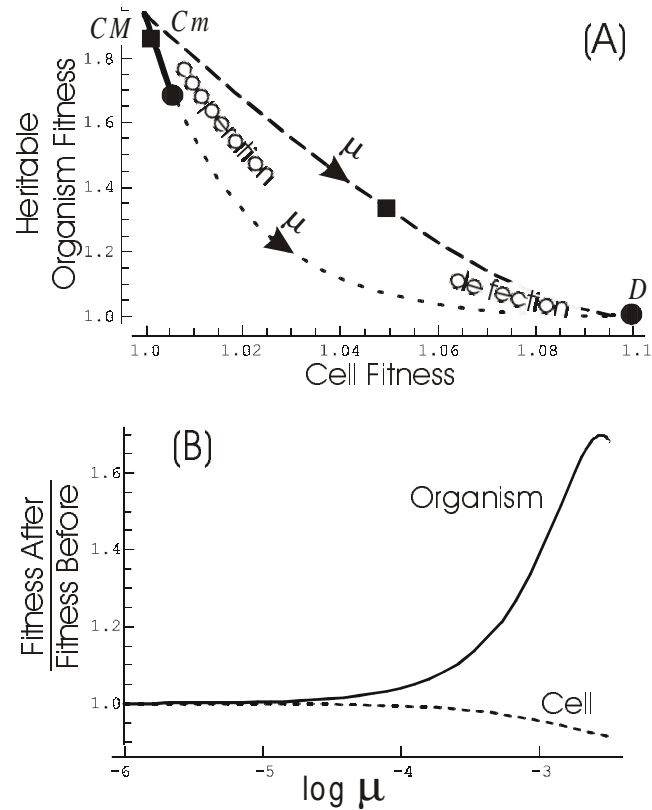 CM
Cm
(A)
1.8
1.6
1.4
1.2
1.0
Heritable
Organism Fitness
cooperation
μ
μ
defection
D
1.0
1.02
1.04
1.06
1.08
1.1
Cell Fitness
(B)
1.6
1.4
1.2
1.0
Fitness After
Fitness Before
Organism
Cell
-6
-5
-4
-3
log μ